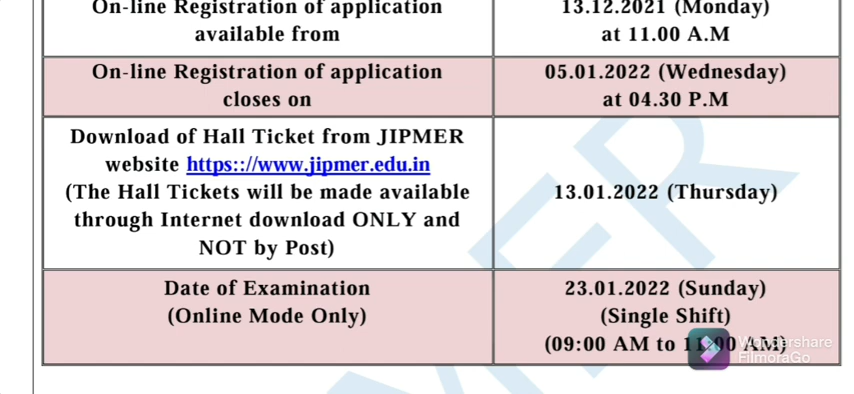 On-line Registration of application
available from
13.12.2021 (Monday)
at 11.00 A.M
On-line Registration of application
closes on
05.01.2022 (Wednesday)
at 04.30 P.M
Download of Hall Ticket from JIPMER
website https:://www.jipmer.edu.in
(The Hall Tickets will be made available
through Internet download ONLY and
NOT by Post)
13.01.2022 (Thursday)
Date of Examination
(Online Mode Only)
23.01.2022 (Sunday)
(Single Shift)
(09:00 AM to 11:00 AM)
Wondershare
FilmoraGo